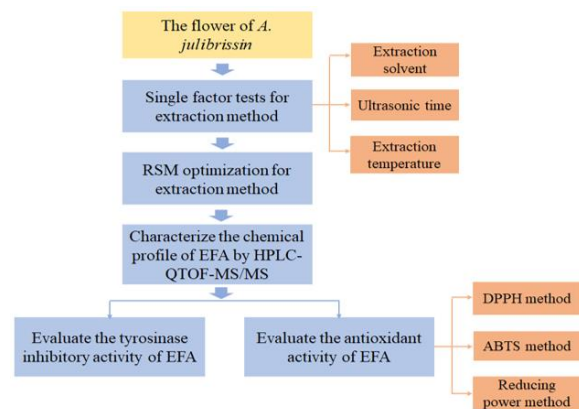 The flower of A.
julibrissin
Single factor tests for
extraction method
Extraction
solvent
Ultrasonic time
Extraction
temperature
RSM optimization for
extraction method
Characterize the chemical
profile of EFA by HPLC-
QTOF-MS/MS
Evaluate the tyrosinase
inhibitory activity of EFA
Evaluate the antioxidant
activity of EFA
DPPH method
ABTS method
Reducing
power method